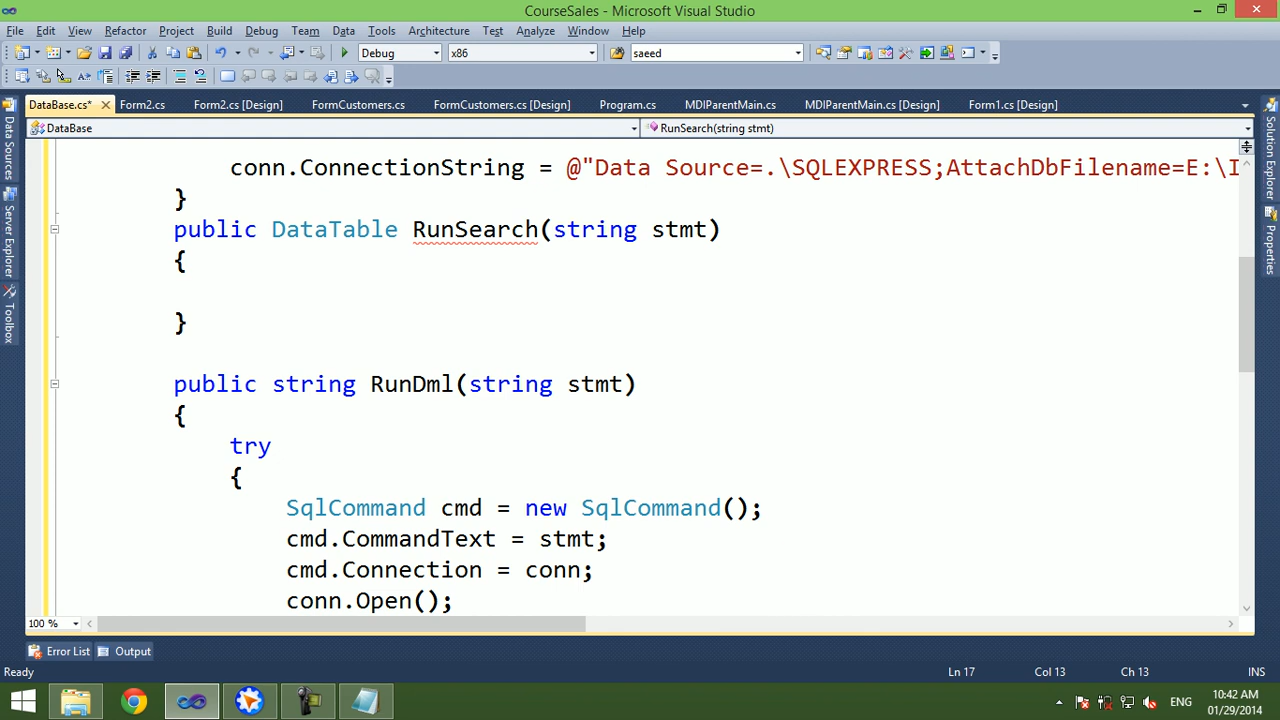 CourseSales - Microsoft Visual Studio
File Edit View Refactor Project Build Debug Team Data Tools Architecture Test Analyze Window Help
Debug x86 saeed
DataBase.cs* Form2.cs Form2.cs [Design] FormCustomers.cs FormCustomers.cs [Design] Program.cs MDIParentMain.cs MDIParentMain.cs [Design] Form1.cs [Design]
DataBase RunSearch(string stmt)
Data Sources
Server Explorer
Toolbox
Solution Explorer
Properties
conn.ConnectionString = @"Data Source=.\SQLEXPRESS;AttachDbFilename=E:\I
}
public DataTable RunSearch(string stmt)
{
}
public string RunDml(string stmt)
{
try
{
SqlCommand cmd = new SqlCommand();
cmd.CommandText = stmt;
cmd.Connection = conn;
conn.Open();
100 %
Error List Output
Ready Ln 17 Col 13 Ch 13 INS
ENG 10:42 AM
01/29/2014